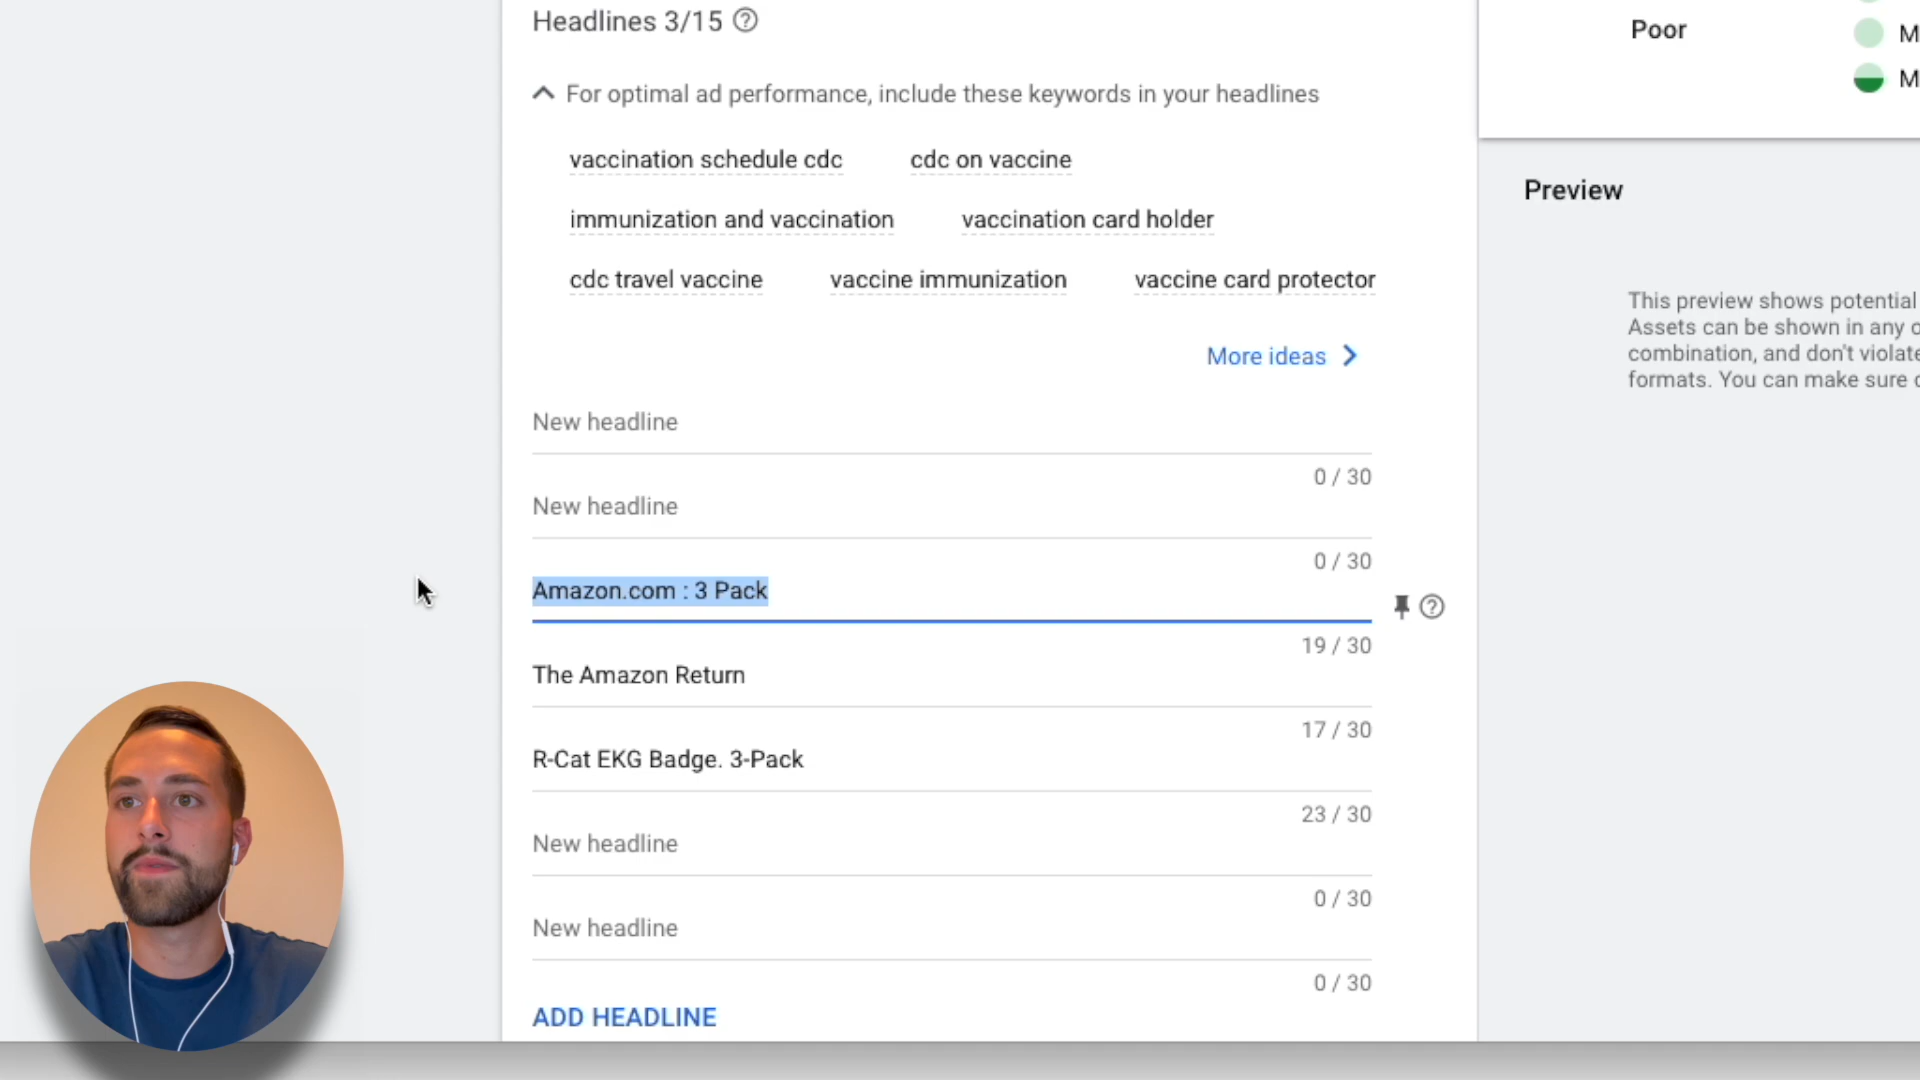 Headlines 3/15
For optimal ad performance, include these keywords in your headlines
vaccination schedule cdc cdc on vaccine
immunization and vaccination vaccination card holder
cdc travel vaccine vaccine immunization vaccine card protector
More ideas
New headline
0 / 30
New headline
0 / 30
Amazon.com : 3 Pack
19 / 30
The Amazon Return
17 / 30
R-Cat EKG Badge. 3-Pack
23 / 30
New headline
0 / 30
New headline
0 / 30
ADD HEADLINE
Poor
M
M
Preview
This preview shows potential
Assets can be shown in any
combination, and don't violate
formats. You can make sure